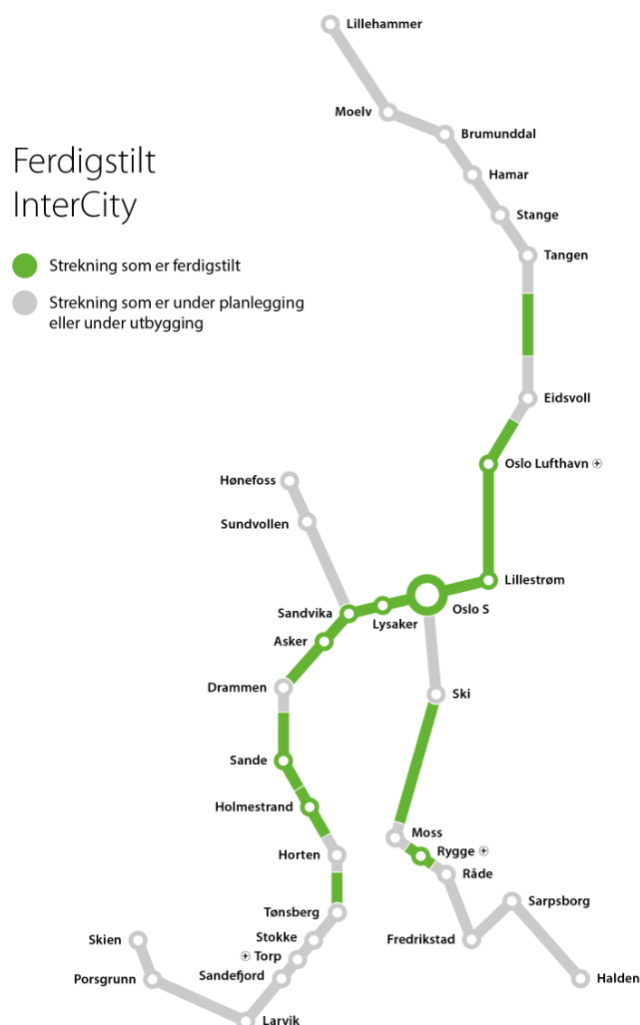 Lillehammer
Moelv
Brumunddal
Ferdigstilt
InterCity
Hamar
Stange
Strekning som er ferdigstilt
Tangen
Strekning som er under planlegging
eller under utbygging
Eidsvoll
Oslo Lufthavn
Hønefoss
Sundvollen
Lillestrøm
Sandvika
Lysaker
Oslo S
Asker
Drammen
Ski
Sande
Holmestrand
Moss
Rygge
Horten
Råde
Sarpsborg
Tønsberg
Skien
Stokke
Fredrikstad
Torp
Porsgrunn
Sandefjord
Halden
Larvik